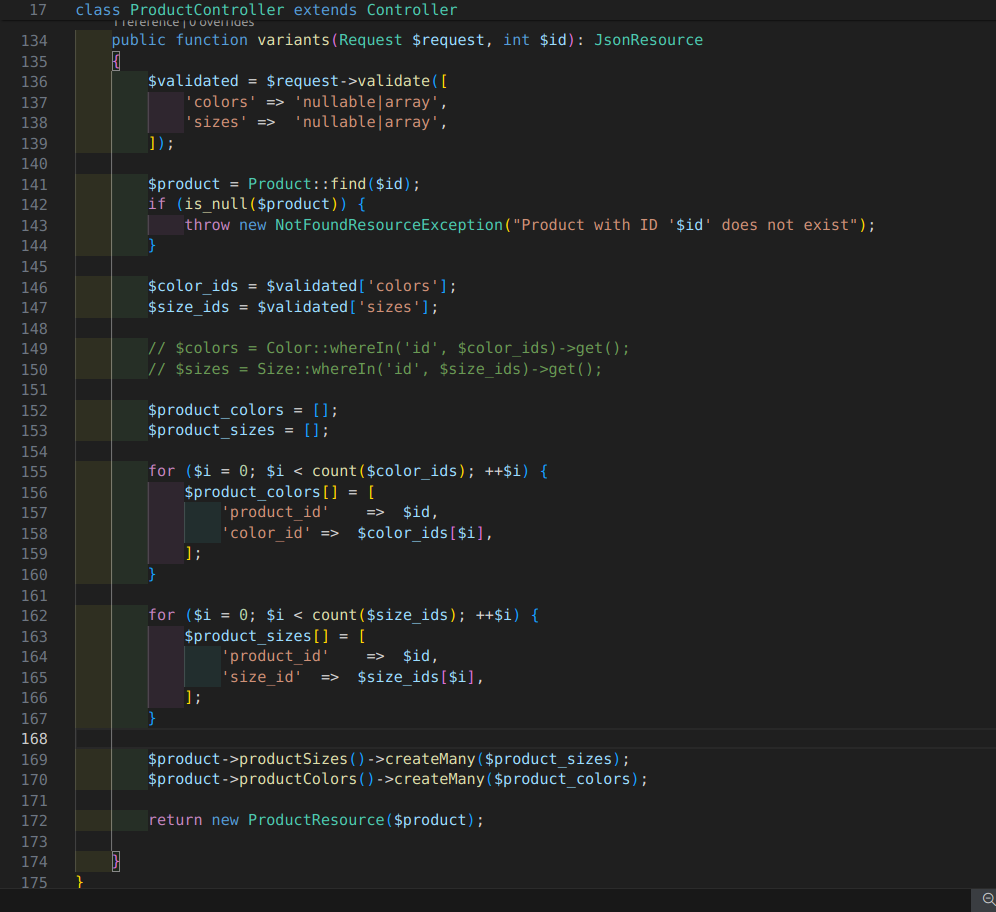 17 class ProductController extends Controller
1 reference | 0 overrides
134 public function variants(Request $request, int $id): JsonResource
135 {
136 $validated = $request->validate([
137 'colors' => 'nullable|array',
138 'sizes' => 'nullable|array',
139 ]);
140
141 $product = Product::find($id);
142 if (is_null($product)) {
143 throw new NotFoundResourceException("Product with ID '$id' does not exist");
144 }
145
146 $color_ids = $validated['colors'];
147 $size_ids = $validated['sizes'];
148
149 // $colors = Color::whereIn('id', $color_ids)->get();
150 // $sizes = Size::whereIn('id', $size_ids)->get();
151
152 $product_colors = [];
153 $product_sizes = [];
154
155 for ($i = 0; $i < count($color_ids); ++$i) {
156 $product_colors[] = [
157 'product_id' => $id,
158 'color_id' => $color_ids[$i],
159 ];
160 }
161
162 for ($i = 0; $i < count($size_ids); ++$i) {
163 $product_sizes[] = [
164 'product_id' => $id,
165 'size_id' => $size_ids[$i],
166 ];
167 }
168
169 $product->productSizes()->createMany($product_sizes);
170 $product->productColors()->createMany($product_colors);
171
172 return new ProductResource($product);
173
174 }
175 }